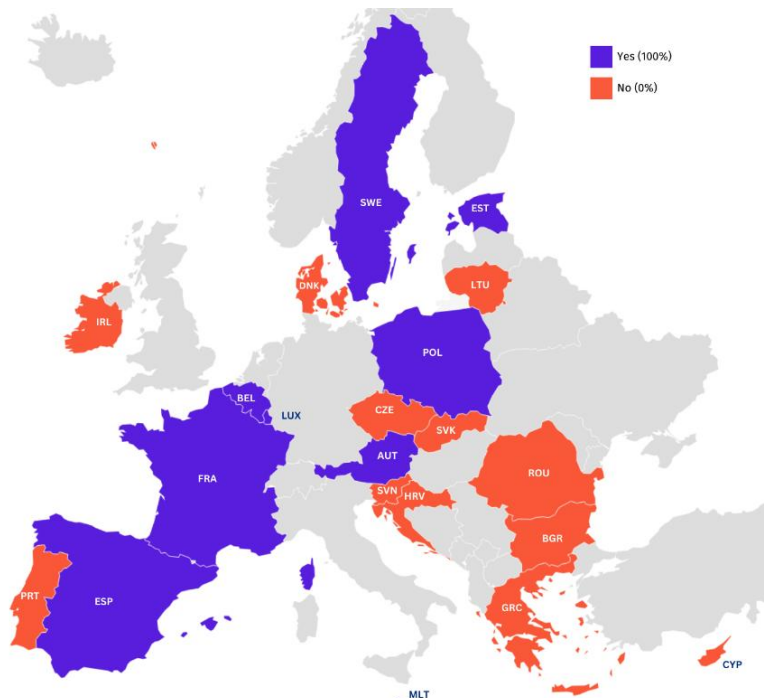 Yes (100%)
No (0%)
SWE
EST
DNK
LTU
IRL
POL
BEL
LUX
CZE
SVK
AUT
FRA
ROU
SVN
HRV
BGR
PRT
ESP
GRC
CYP
MLT